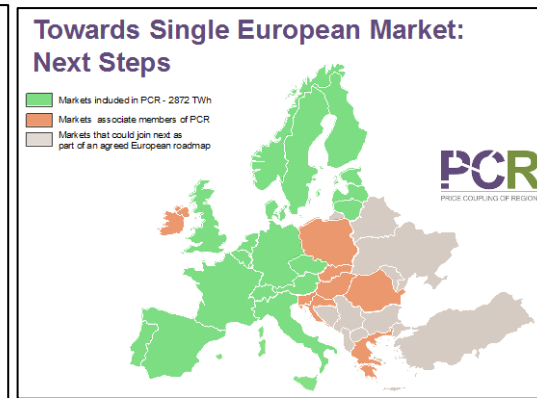 Towards Single European Market:
Next Steps
Markets included in PCR - 2872 TWh
Markets associate members of PCR
Markets that could join next as
part of an agreed European roadmap
PCR
PRICE COUPLING OF REGIONS